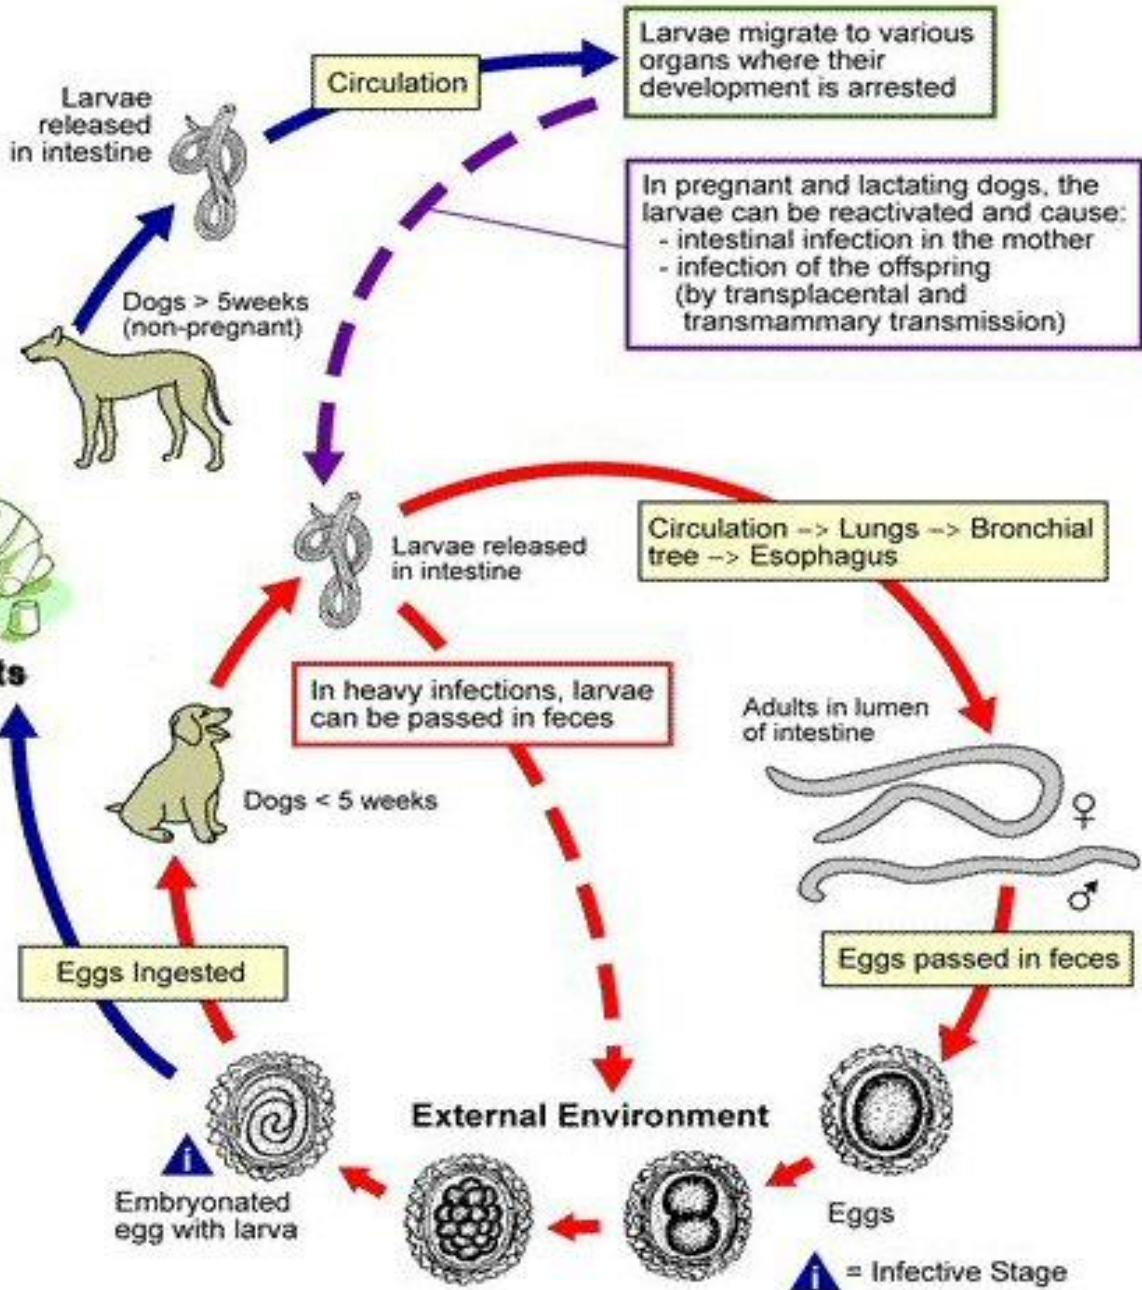 Larvae migrate to various
organs where their
development is arrested
Circulation
Larvae
released
in intestine
In pregnant and lactating dogs, the
larvae can be reactivated and cause:
- intestinal infection in the mother
- infection of the offspring
(by transplacental and
transmammary transmission)
Dogs > 5weeks
(non-pregnant)
Circulation --> Lungs --> Bronchial
tree --> Esophagus
Larvae released
in intestine
ts
In heavy infections, larvae
can be passed in feces
Adults in lumen
of intestine
♀
Dogs < 5 weeks
♂
Eggs Ingested
Eggs passed in feces
External Environment
i
Embryonated
egg with larva
Eggs
i = Infective Stage